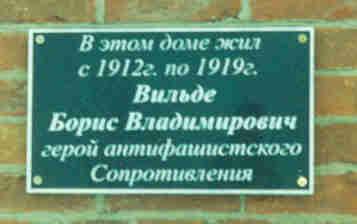 В этом доме жил
с 1912г. по 1919г.
Вильде
Борис Владимирович
герой антифашистского
Сопротивления